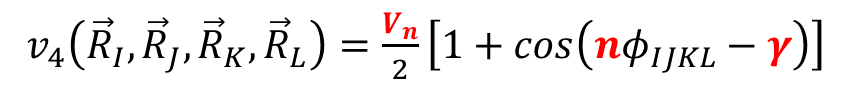 v₄(R⃗_I, R⃗_J, R⃗_K, R⃗_L) = V_n/2 [1 + cos(nϕ_IJKL − γ)]